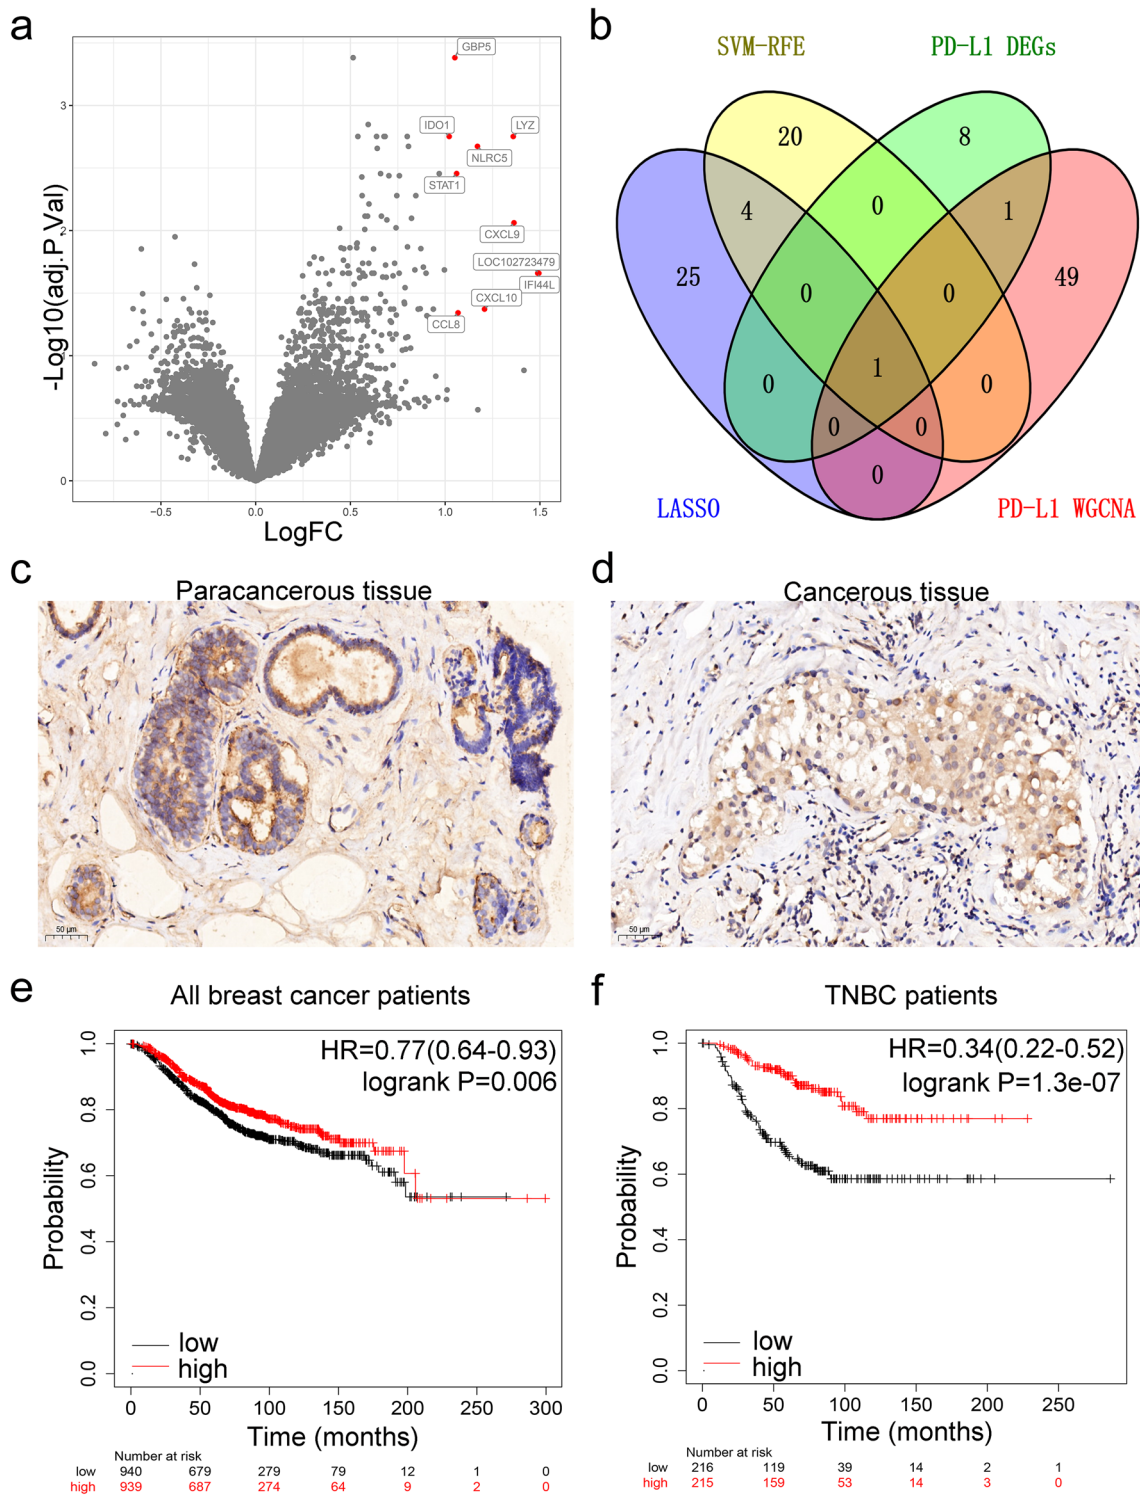 a
GBP5
IDO1
LYZ
NLRC5
STAT1
CXCL9
LOC102723479
IFI44L
CXCL10
CCL8
3
2
1
0
-Log10(adj.P.Val)
−0.5
0.0
0.5
1.0
1.5
LogFC
b
SVM-RFE
PD-L1 DEGs
20
8
4
0
1
25
0
0
49
0
1
0
0
0
0
LASSO
PD-L1 WGCNA
c
Paracancerous tissue
50 μm
d
Cancerous tissue
50 μm
e
All breast cancer patients
HR=0.77(0.64-0.93)
logrank P=0.006
Probability
1.0
0.8
0.6
0.4
0.2
0.0
low
high
0 50 100 150 200 250 300
Time (months)
Number at risk
low 940 679 279 79 12 1 0
high 939 687 274 64 9 2 0
f
TNBC patients
HR=0.34(0.22-0.52)
logrank P=1.3e-07
Probability
1.0
0.8
0.6
0.4
0.2
0.0
low
high
0 50 100 150 200 250
Time (months)
Number at risk
low 216 119 39 14 2 1
high 215 159 53 14 3 0